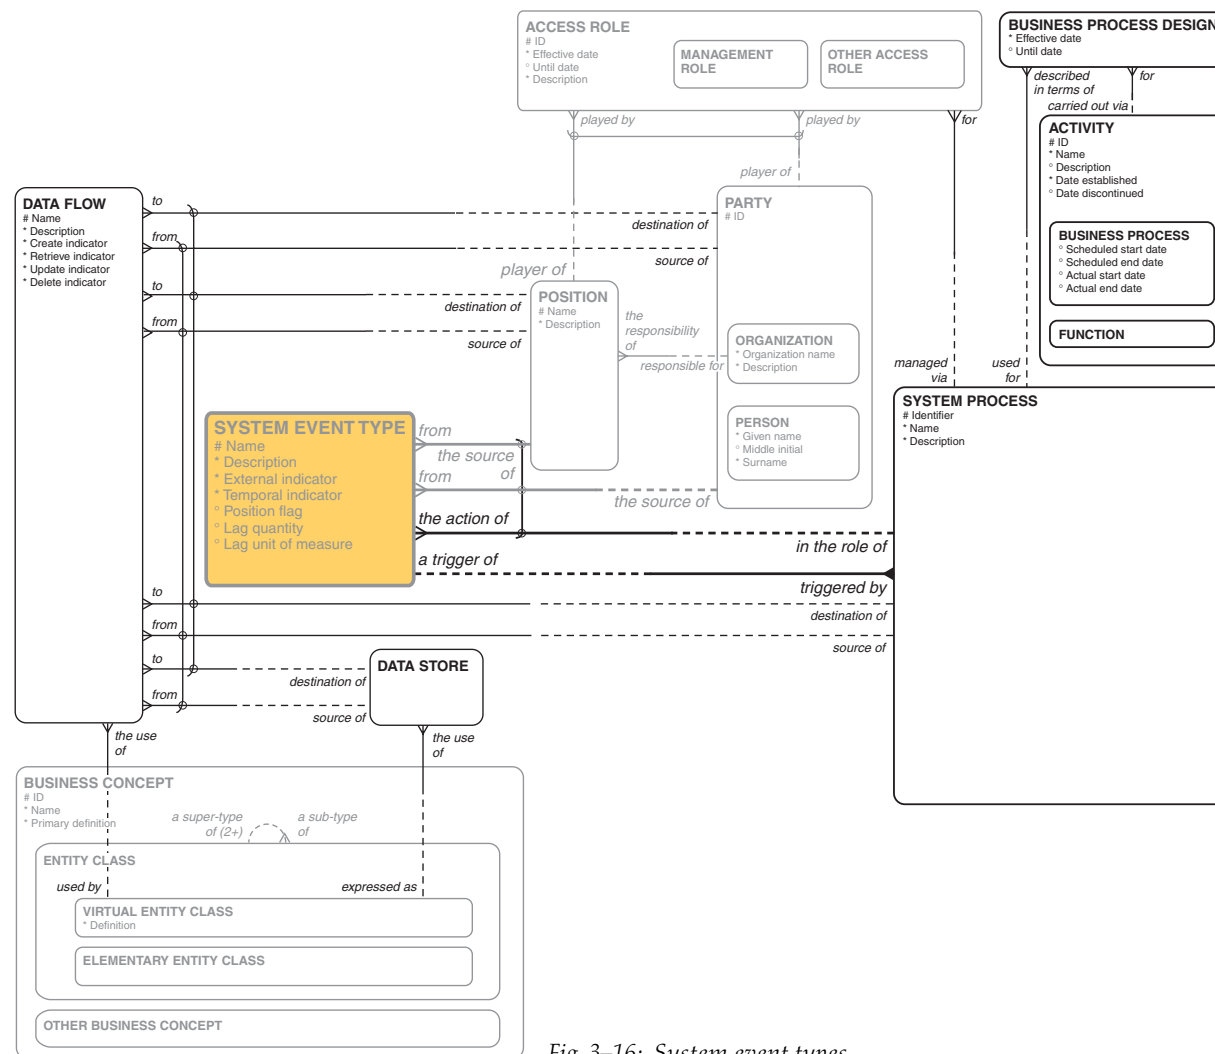 ACCESS ROLE
# ID
* Effective date
° Until date
* Description
MANAGEMENT
ROLE
OTHER ACCESS
ROLE
BUSINESS PROCESS DESIGN
* Effective date
° Until date
played by
played by
for
described
in terms of
for
carried out via
ACTIVITY
# ID
* Name
° Description
* Date established
° Date discontinued
BUSINESS PROCESS
° Scheduled start date
° Scheduled end date
° Actual start date
° Actual end date
FUNCTION
player of
player of
DATA FLOW
# Name
* Description
* Create indicator
* Retrieve indicator
* Update indicator
* Delete indicator
to
destination of
from
source of
to
destination of
from
source of
PARTY
# ID
POSITION
# Name
* Description
the
responsibility
of
responsible for
ORGANIZATION
* Organization name
* Description
PERSON
* Given name
° Middle initial
* Surname
managed
via
used
for
SYSTEM PROCESS
# Identifier
* Name
* Description
SYSTEM EVENT TYPE
# Name
* Description
* External indicator
* Temporal indicator
° Position flag
° Lag quantity
° Lag unit of measure
from
the source
of
from
the source of
the action of
in the role of
a trigger of
triggered by
to
destination of
from
source of
to
destination of
from
source of
DATA STORE
the use
of
the use
of
BUSINESS CONCEPT
# ID
* Name
* Primary definition
a super-type
of (2+)
a sub-type
of
ENTITY CLASS
used by
expressed as
VIRTUAL ENTITY CLASS
* Definition
ELEMENTARY ENTITY CLASS
OTHER BUSINESS CONCEPT
Fig. 3–16: System event types